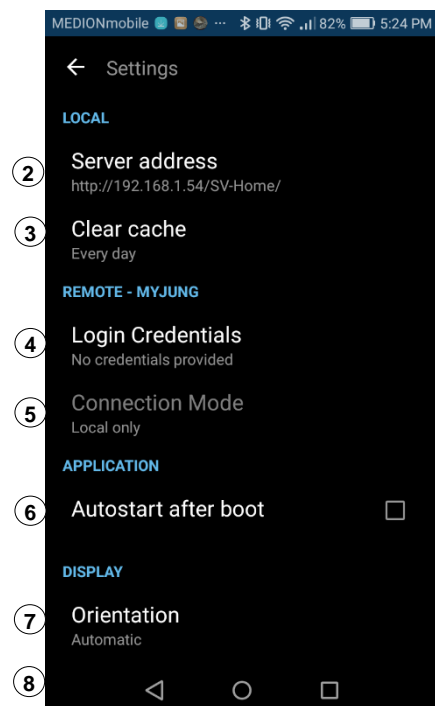 MEDIONmobile ... 82% 5:24 PM
Settings
LOCAL
2 Server address
http://192.168.1.54/SV-Home/
3 Clear cache
Every day
REMOTE - MYJUNG
4 Login Credentials
No credentials provided
5 Connection Mode
Local only
APPLICATION
6 Autostart after boot
DISPLAY
7 Orientation
Automatic
8